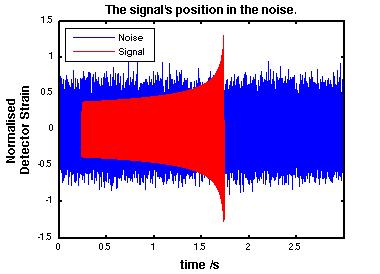 The signal's position in the noise.
1.5
Noise
Signal
1
0.5
0
-0.5
-1
-1.5
Normalised
Detector Strain
0 0.5 1 1.5 2 2.5
time /s